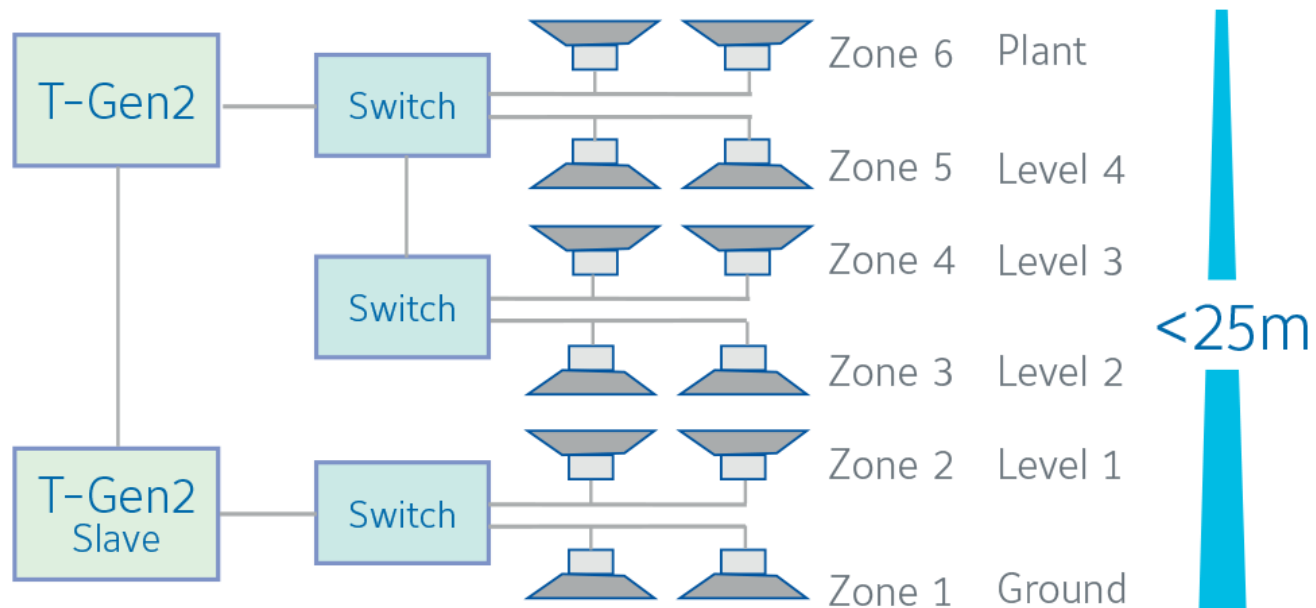 T-Gen2
Switch
Zone 6 Plant
Zone 5 Level 4
Switch
Zone 4 Level 3
<25m
Zone 3 Level 2
T-Gen2
Slave
Switch
Zone 2 Level 1
Zone 1 Ground